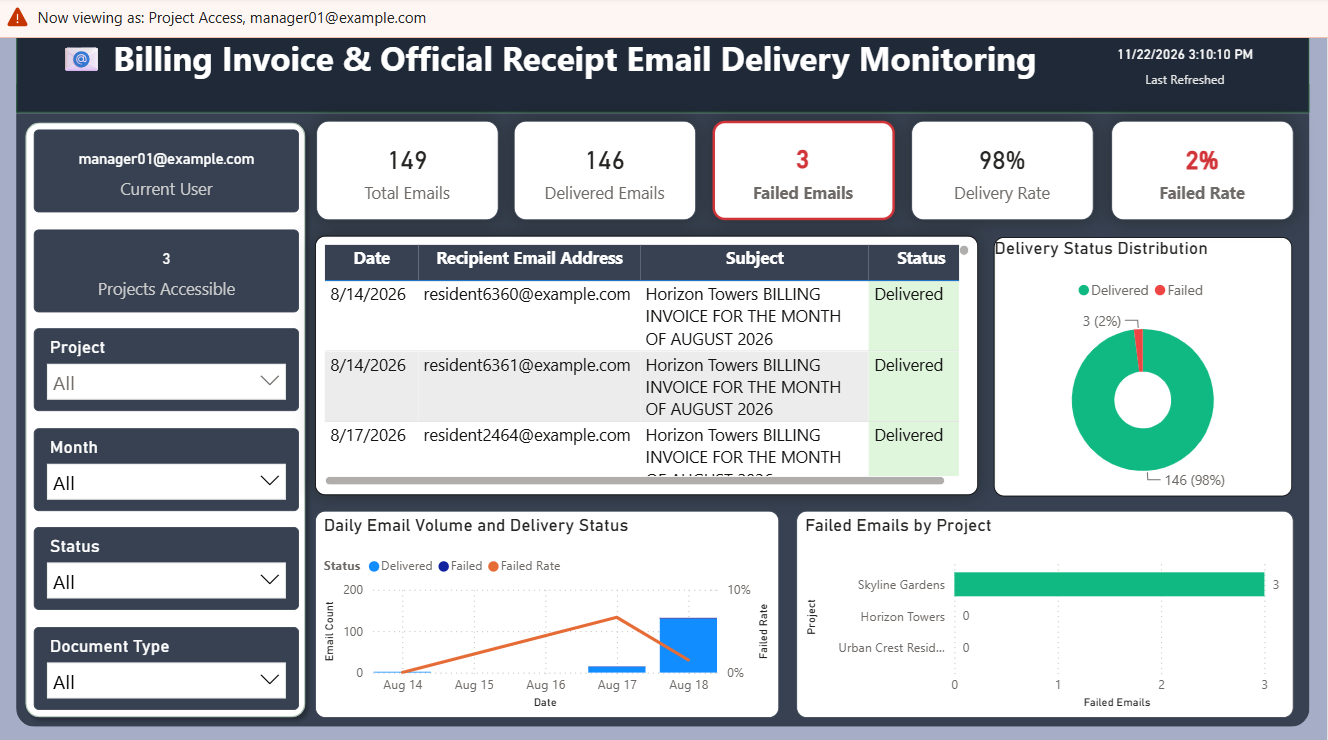 Now viewing as: Project Access, manager01@example.com
Billing Invoice & Official Receipt Email Delivery Monitoring
11/22/2026 3:10:10 PM
Last Refreshed
manager01@example.com
Current User
3
Projects Accessible
Project
All
Month
All
Status
All
Document Type
All
149
Total Emails
146
Delivered Emails
3
Failed Emails
98%
Delivery Rate
2%
Failed Rate
Date Recipient Email Address Subject Status
8/14/2026 resident6360@example.com Horizon Towers BILLING Delivered
INVOICE FOR THE MONTH
OF AUGUST 2026
8/14/2026 resident6361@example.com Horizon Towers BILLING Delivered
INVOICE FOR THE MONTH
OF AUGUST 2026
8/17/2026 resident2464@example.com Horizon Towers BILLING Delivered
INVOICE FOR THE MONTH
OF AUGUST 2026
Delivery Status Distribution
Delivered Failed
3 (2%)
146 (98%)
Daily Email Volume and Delivery Status
Status Delivered Failed Failed Rate
Email Count
200
100
0
10%
0%
Failed Rate
Aug 14 Aug 15 Aug 16 Aug 17 Aug 18
Date
Failed Emails by Project
Project
Skyline Gardens 3
Horizon Towers 0
Urban Crest Resid... 0
0 1 2 3
Failed Emails